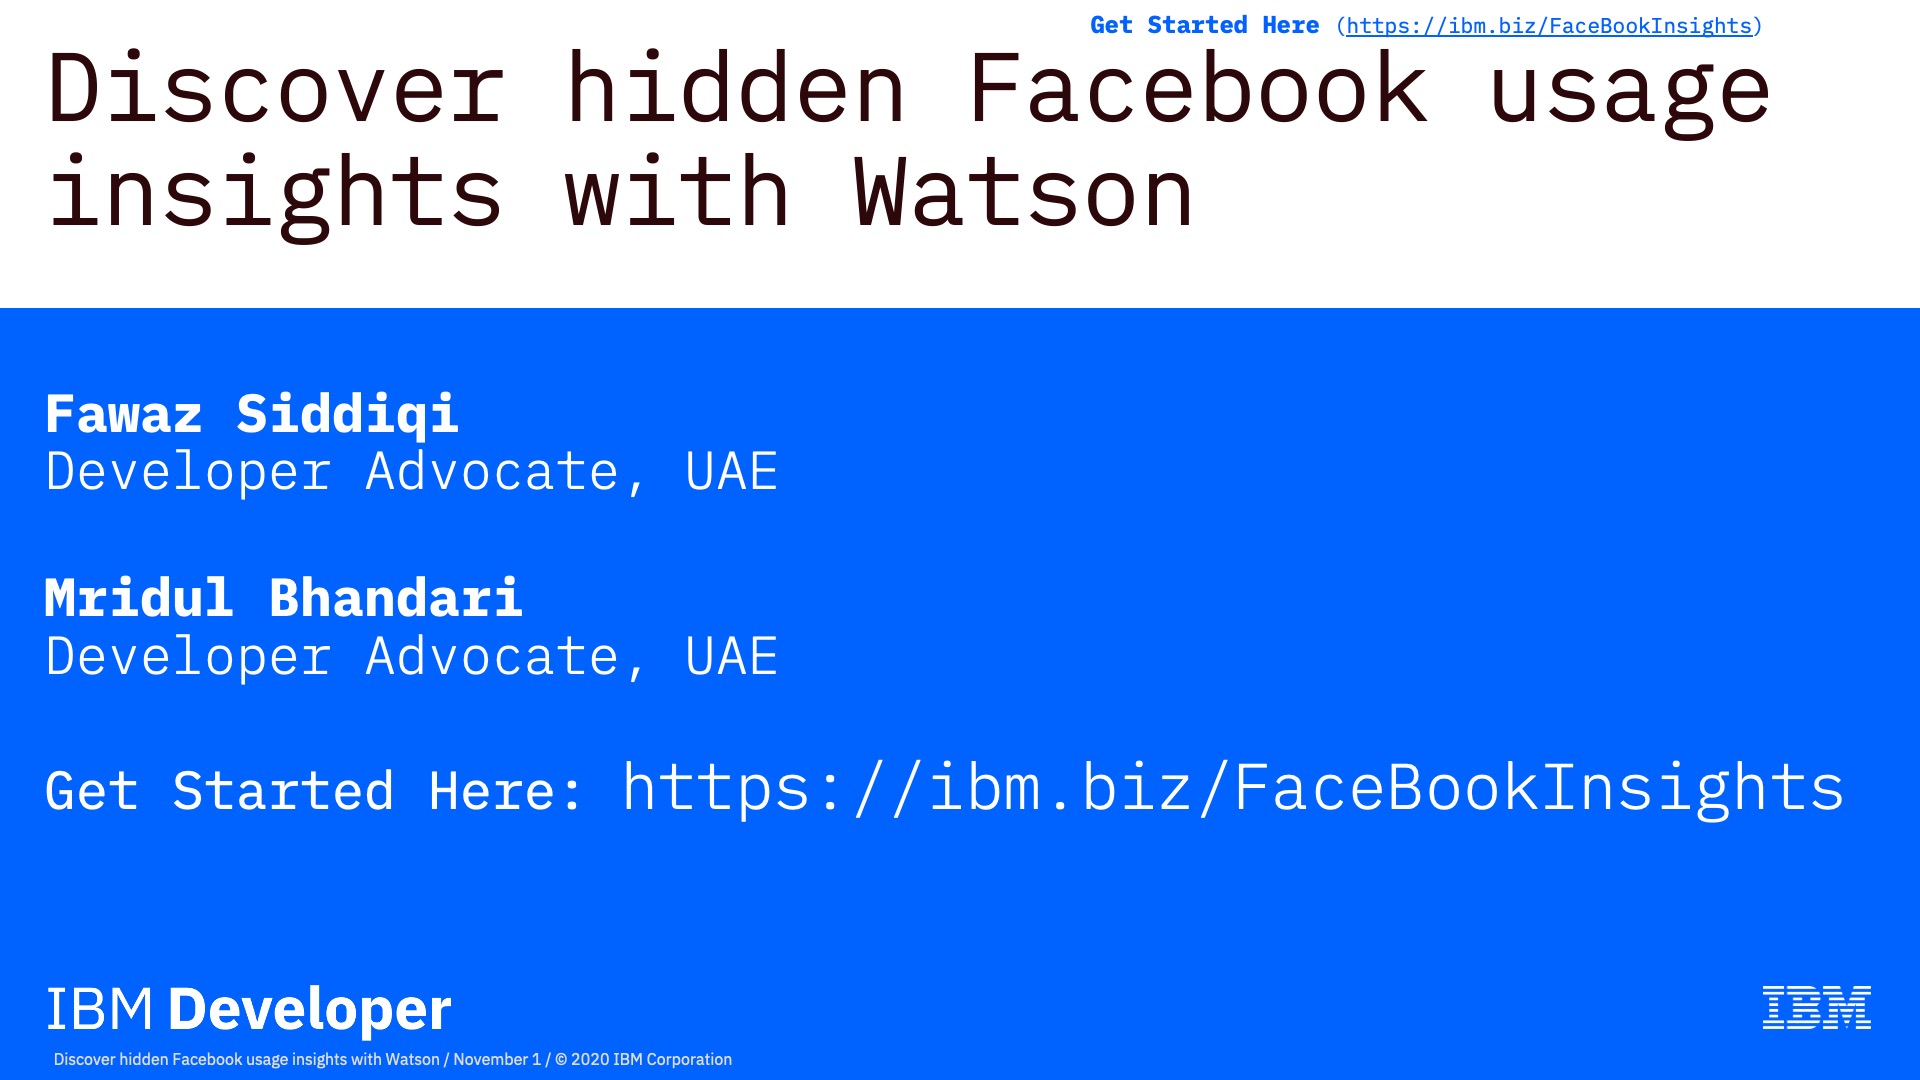 Get Started Here (https://ibm.biz/FaceBookInsights)
Discover hidden Facebook usage
insights with Watson
Fawaz Siddiqi
Developer Advocate, UAE
Mridul Bhandari
Developer Advocate, UAE
Get Started Here: https://ibm.biz/FaceBookInsights
IBM Developer
IBM
Discover hidden Facebook usage insights with Watson / November 1 / © 2020 IBM Corporation